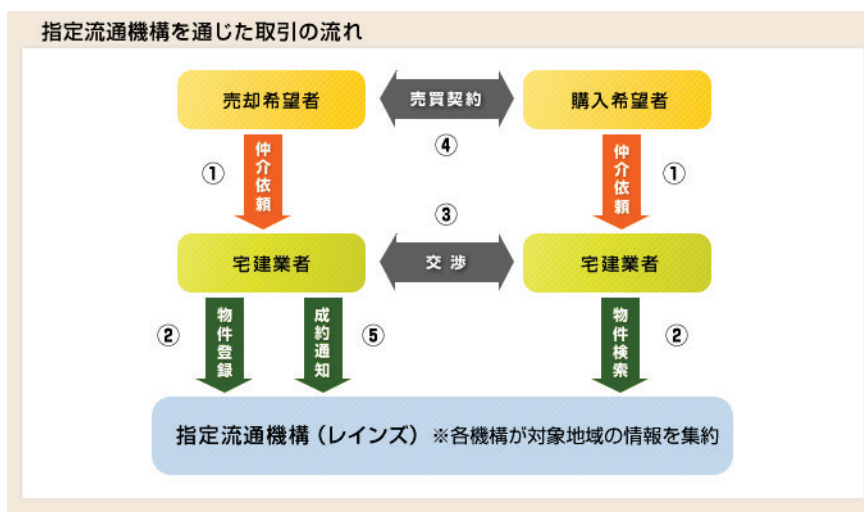 指定流通機構を通じた取引の流れ
売却希望者
売買契約
購入希望者
④
①
仲介依頼
仲介依頼
①
③
宅建業者
交渉
宅建業者
②
物件登録
成約通知
⑤
物件検索
②
指定流通機構（レインズ） ※各機構が対象地域の情報を集約